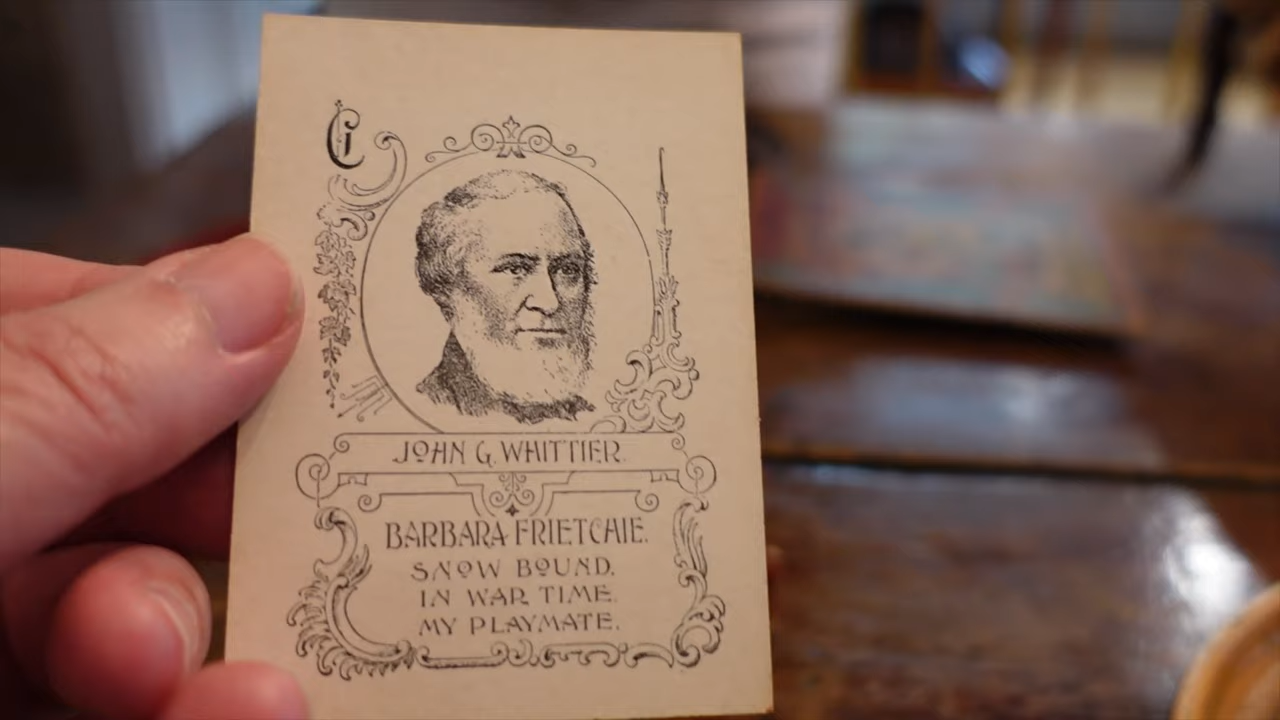 G
JOHN G. WHITTIER.
BARBARA FRIETCHIE.
SNOW BOUND.
IN WAR TIME.
MY PLAYMATE.